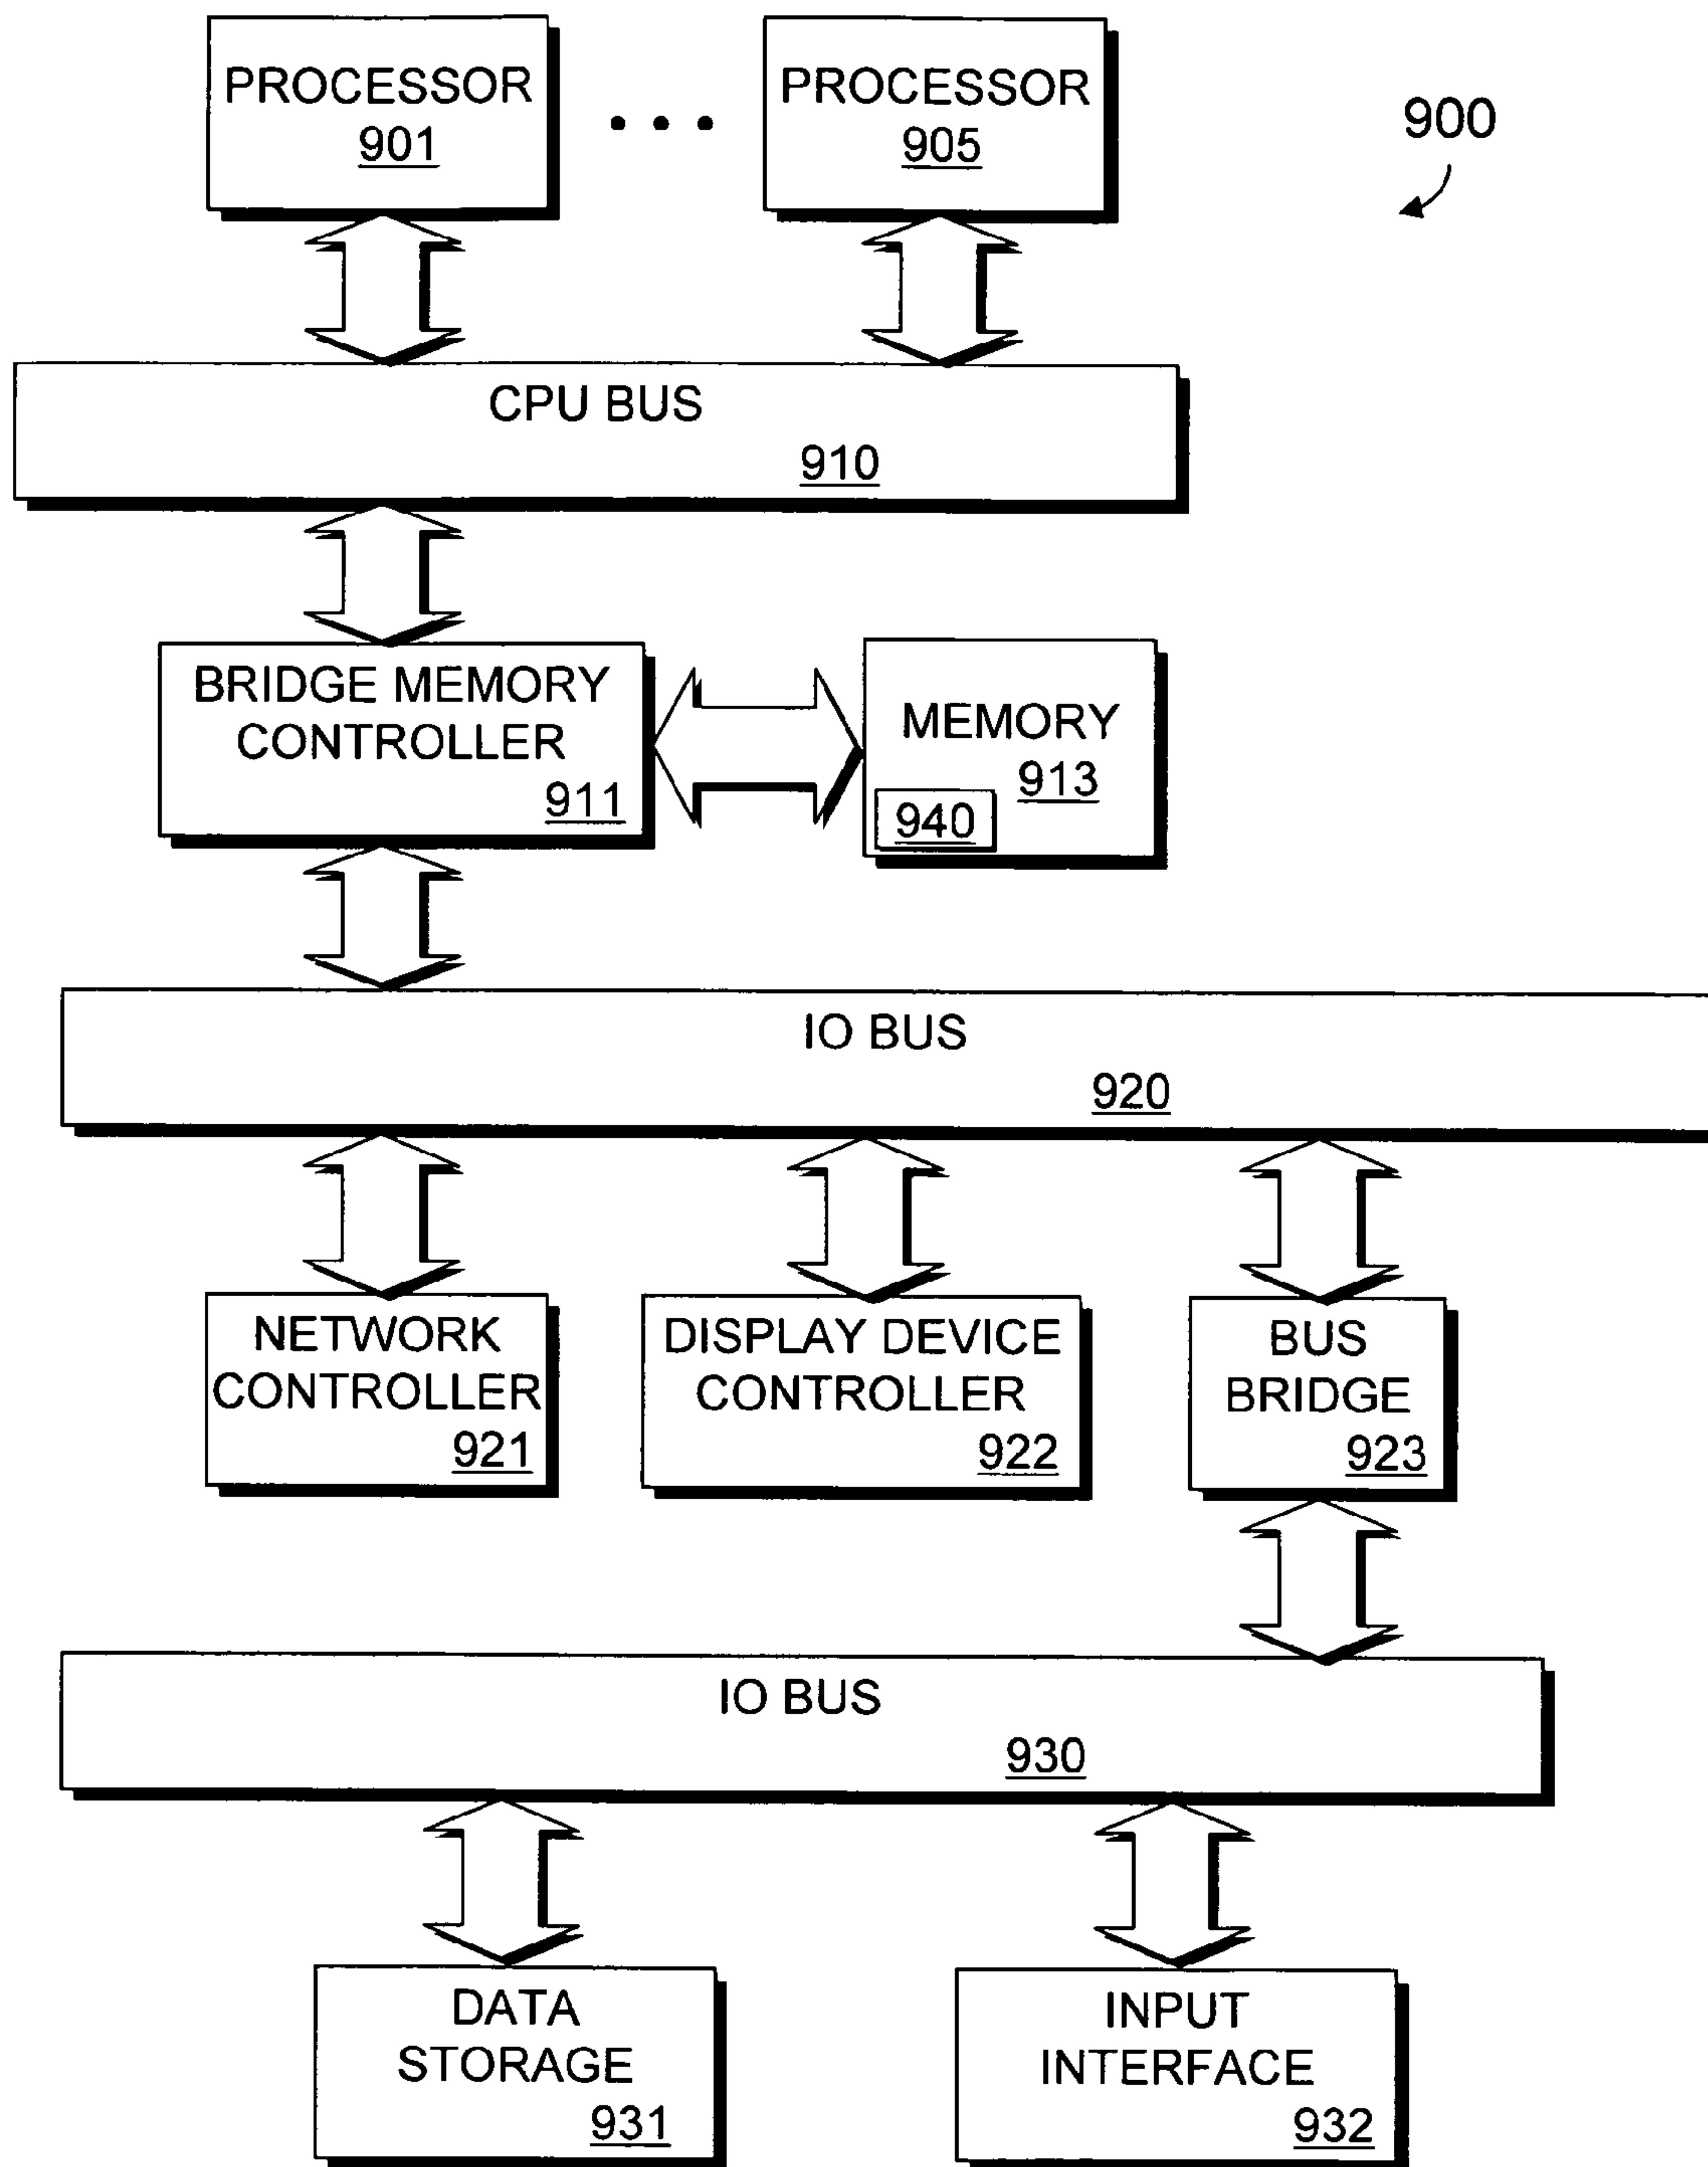 PROCESSOR
901
PROCESSOR
905
900
CPU BUS
910
BRIDGE MEMORY
CONTROLLER
911
MEMORY
913
940
IO BUS
920
NETWORK
CONTROLLER
921
DISPLAY DEVICE
CONTROLLER
922
BUS
BRIDGE
923
IO BUS
930
DATA
STORAGE
931
INPUT
INTERFACE
932